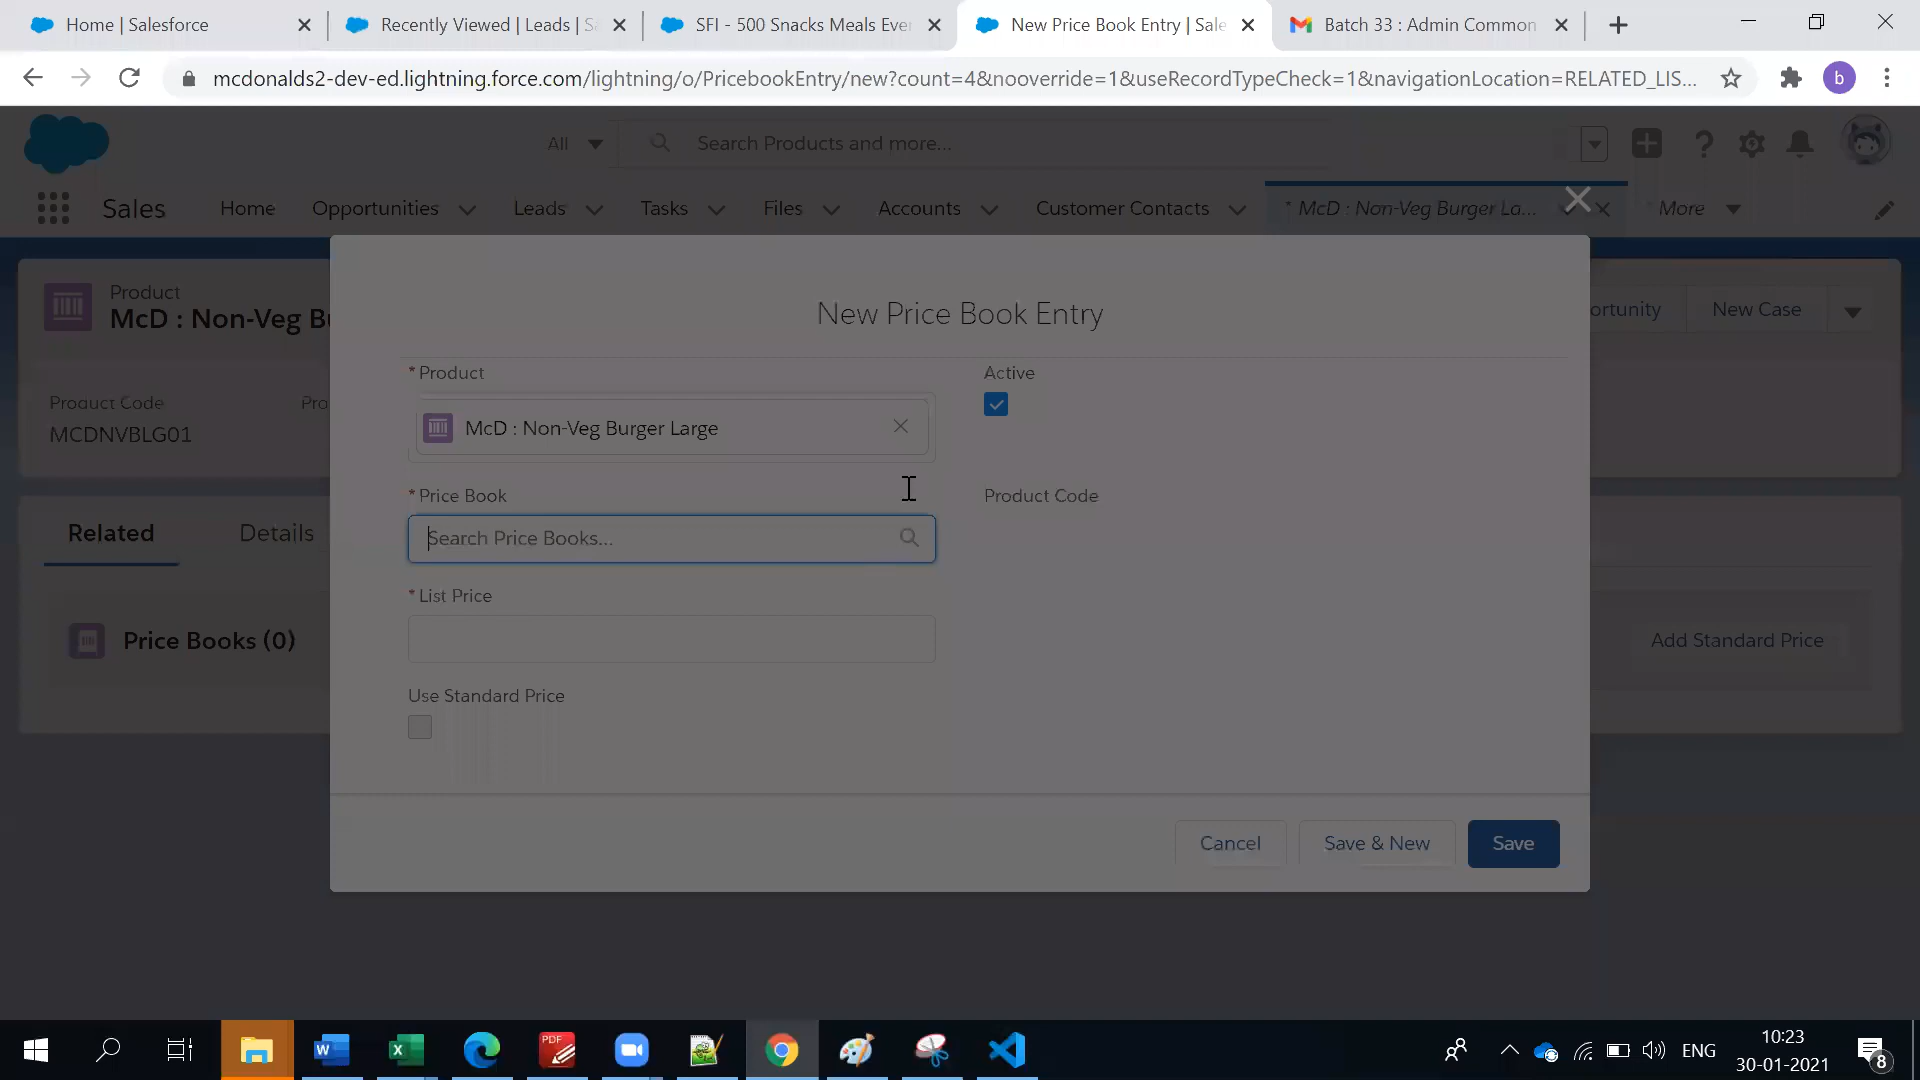 Home | Salesforce
Recently Viewed | Leads | S
SFI - 500 Snacks Meals Ever
New Price Book Entry | Sale
Batch 33 : Admin Common
mcdonalds2-dev-ed.lightning.force.com/lightning/o/PricebookEntry/new?count=4&nooverride=1&useRecordTypeCheck=1&navigationLocation=RELATED_LIS...
b
All
Search Products and more...
Sales
Home
Opportunities
Leads
Tasks
Files
Accounts
Customer Contacts
* McD : Non-Veg Burger La...
More
Product
McD : Non-Veg Bu
ortunity
New Case
New Price Book Entry
Product Code
Pro
MCDNVBLG01
* Product
Active
McD : Non-Veg Burger Large
* Price Book
Product Code
Search Price Books...
Related
Details
* List Price
Price Books (0)
Add Standard Price
Use Standard Price
Cancel
Save & New
Save
PDF
ENG
10:23
30-01-2021
8